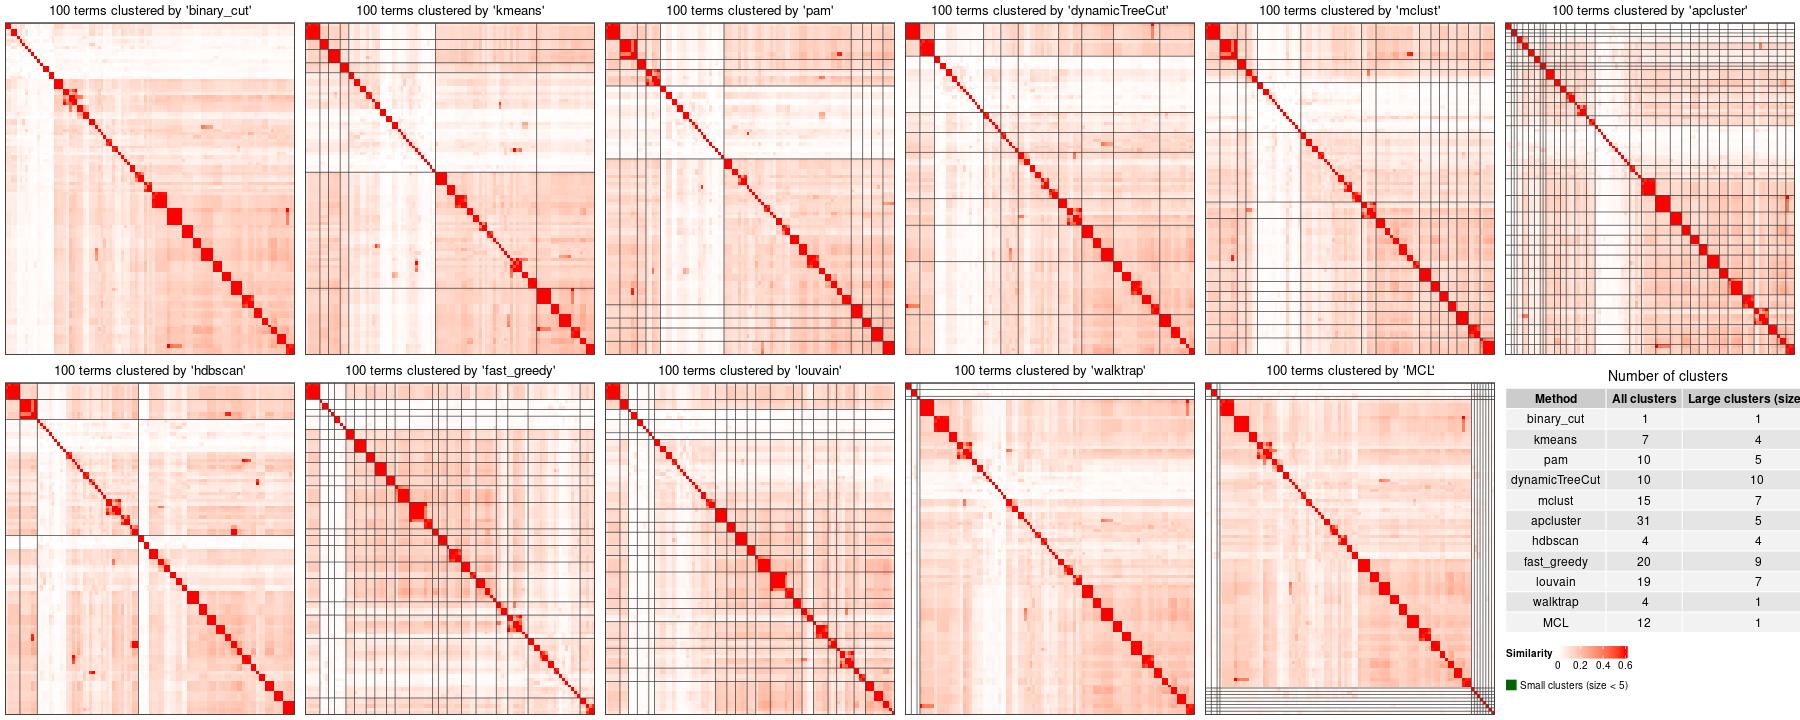 100 terms clustered by 'binary_cut'
100 terms clustered by 'kmeans'
100 terms clustered by 'pam'
100 terms clustered by 'dynamicTreeCut'
100 terms clustered by 'mclust'
100 terms clustered by 'apcluster'
100 terms clustered by 'hdbscan'
100 terms clustered by 'fast_greedy'
100 terms clustered by 'louvain'
100 terms clustered by 'walktrap'
100 terms clustered by 'MCL'
Number of clusters
Method All clusters Large clusters (size
binary_cut 1 1
kmeans 7 4
pam 10 5
dynamicTreeCut 10 10
mclust 15 7
apcluster 31 5
hdbscan 4 4
fast_greedy 20 9
louvain 19 7
walktrap 4 1
MCL 12 1
Similarity
0 0.2 0.4 0.6
Small clusters (size < 5)